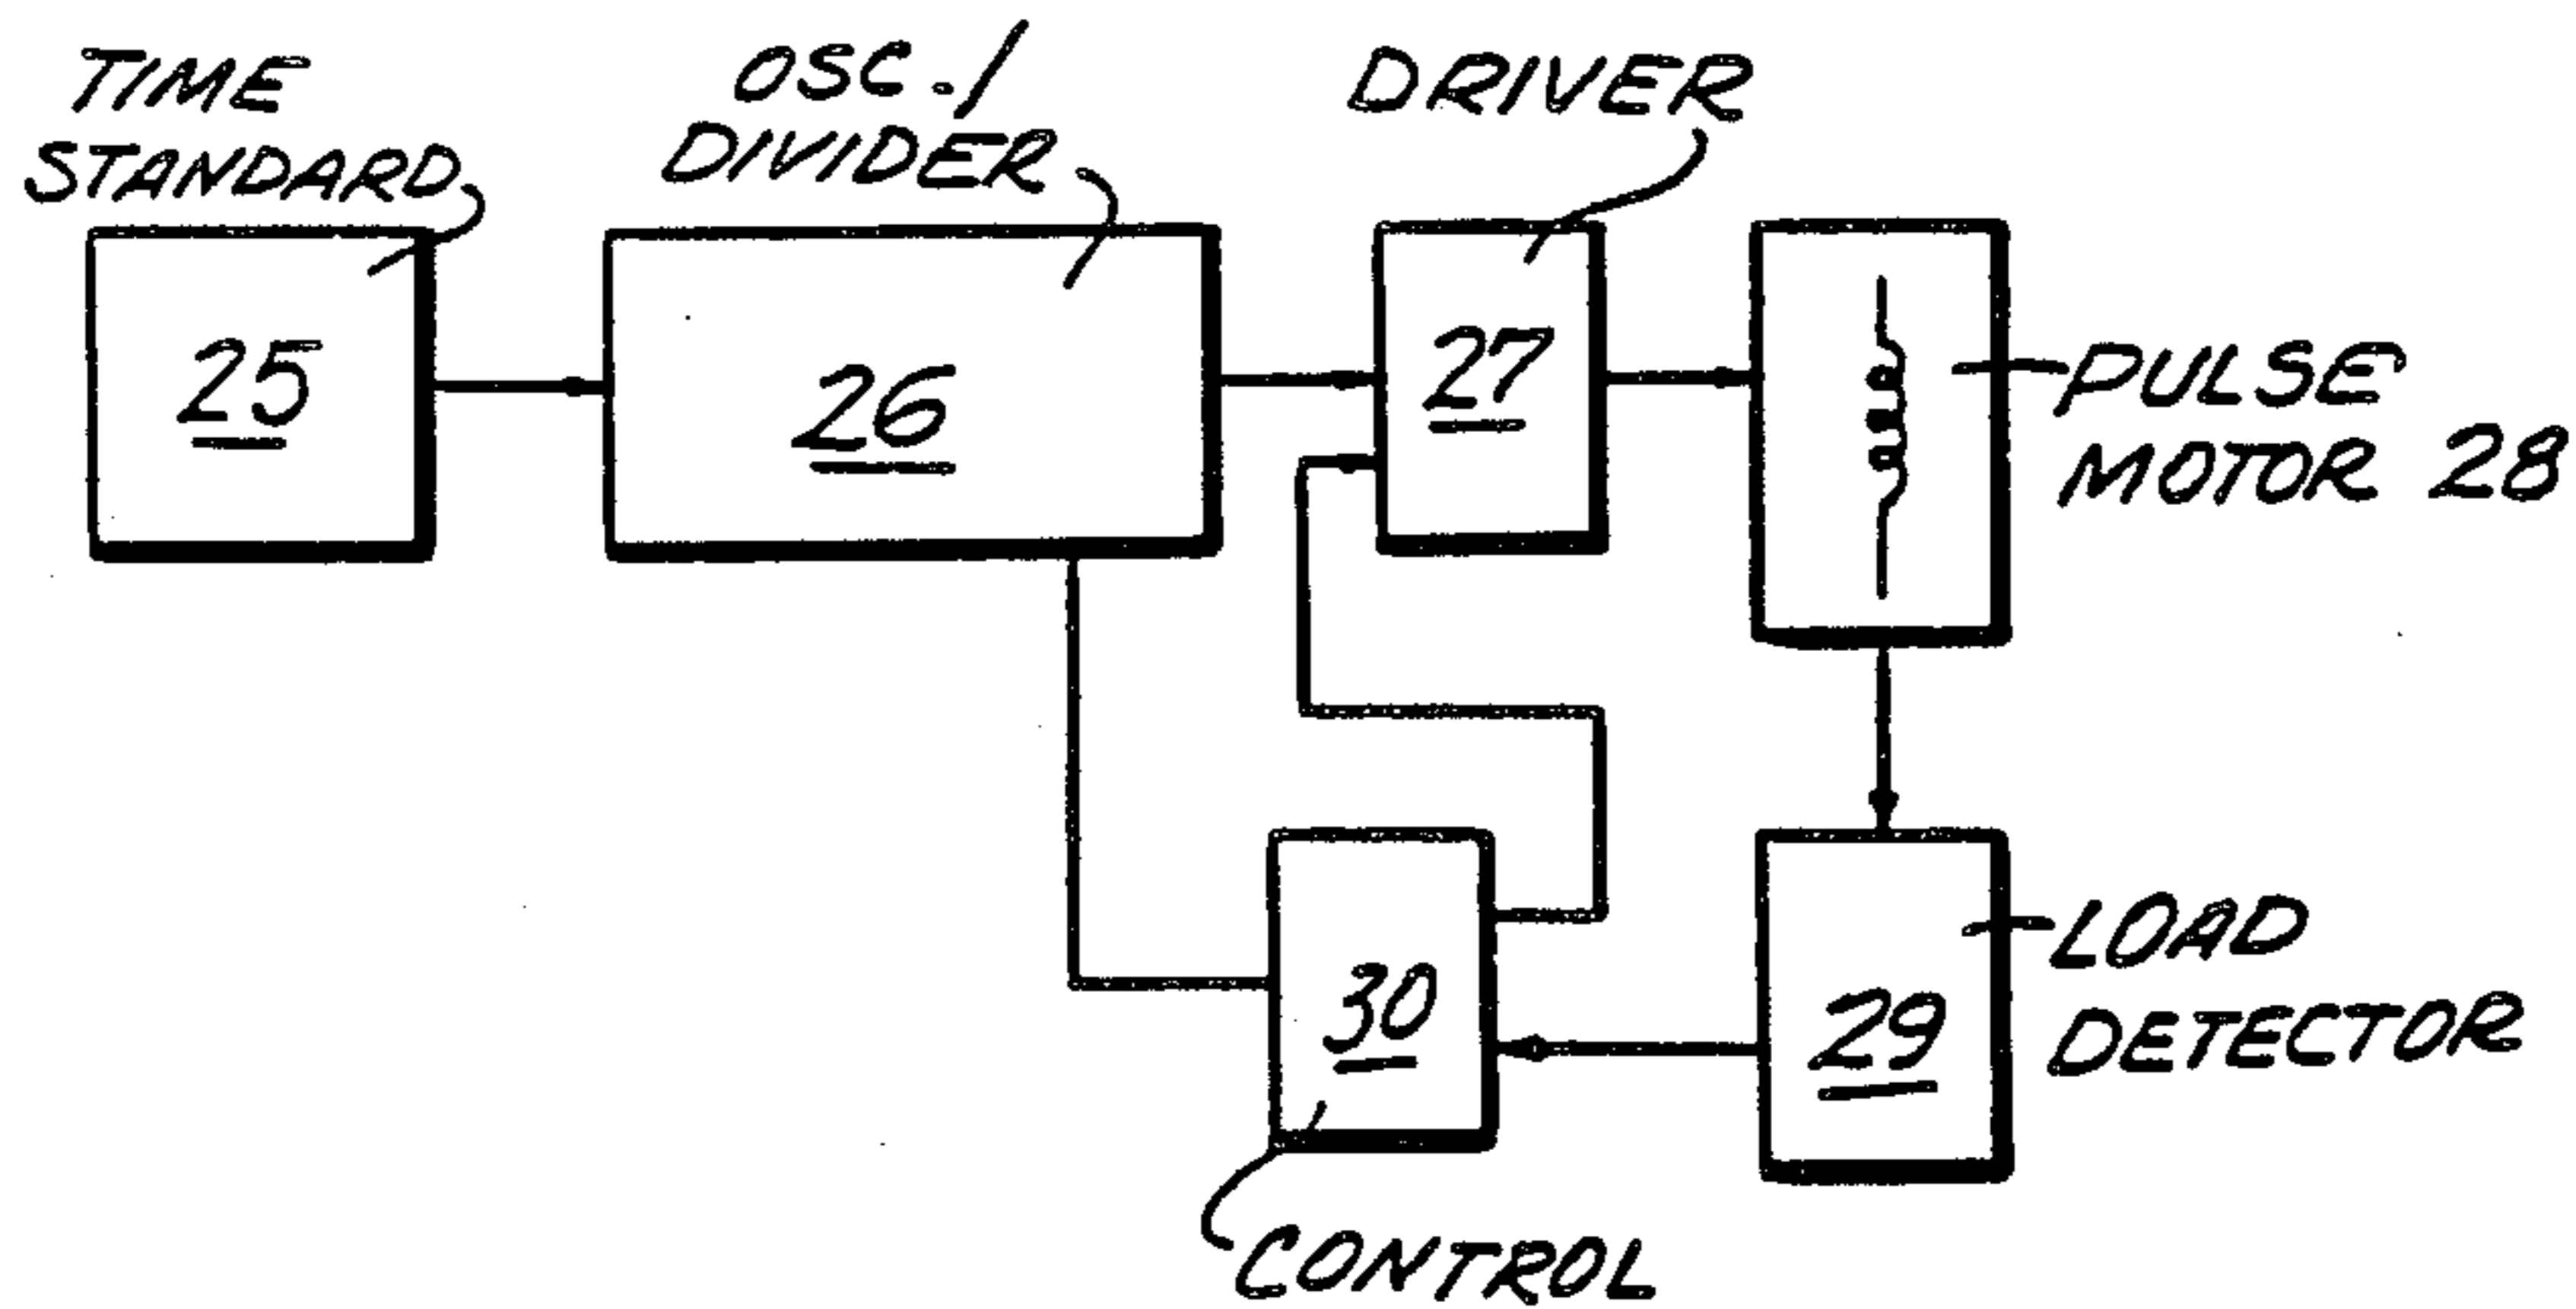 TIME
STANDARD
OSC./
DIVIDER
DRIVER
25
26
27
PULSE
MOTOR 28
30
29
LOAD
DETECTOR
CONTROL